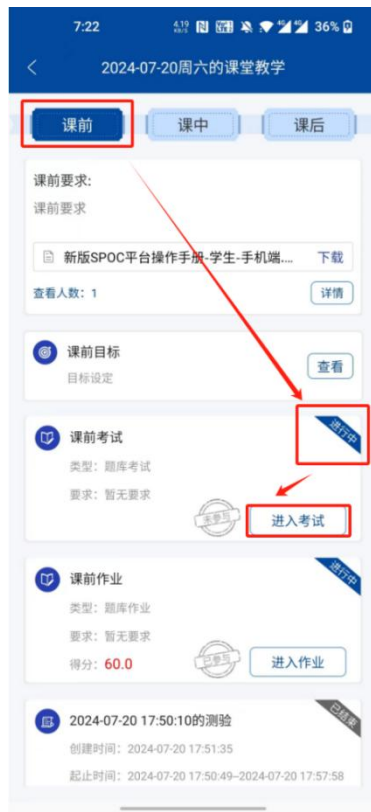 7:22 4.19 KB/S 36%
2024-07-20周六的课堂教学
课前 课中 课后
课前要求:
课前要求
新版SPOC平台操作手册-学生-手机端.... 下载
查看人数: 1 详情
课前目标
目标设定
查看
进行中
课前考试
类型: 题库考试
要求: 暂无要求
未参与 进入考试
进行中
课前作业
类型: 题库作业
要求: 暂无要求
得分: 60.0 已参与 进入作业
已结束
2024-07-20 17:50:10的测验
创建时间: 2024-07-20 17:51:35
起止时间: 2024-07-20 17:50:49–2024-07-20 17:57:58